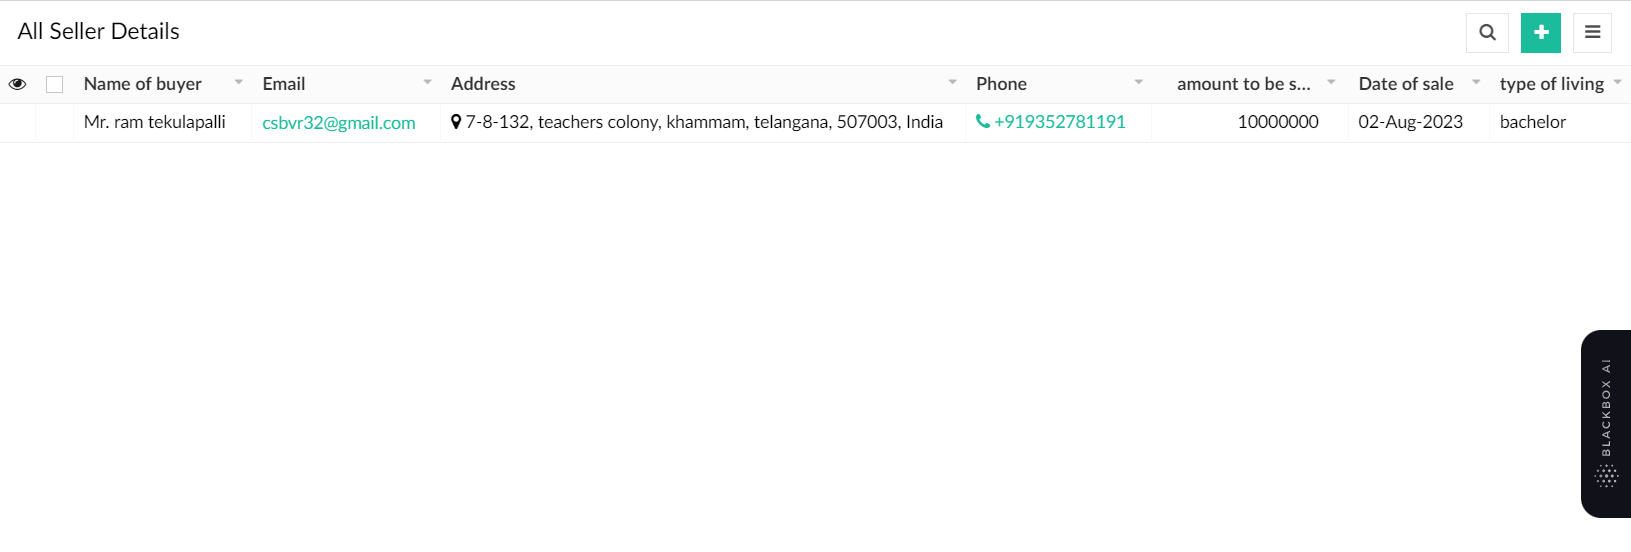 All Seller Details
Name of buyer Email Address Phone amount to be s... Date of sale type of living
Mr. ram tekulapalli csbvr32@gmail.com 7-8-132, teachers colony, khammam, telangana, 507003, India +919352781191 10000000 02-Aug-2023 bachelor
BLACKBOX AI